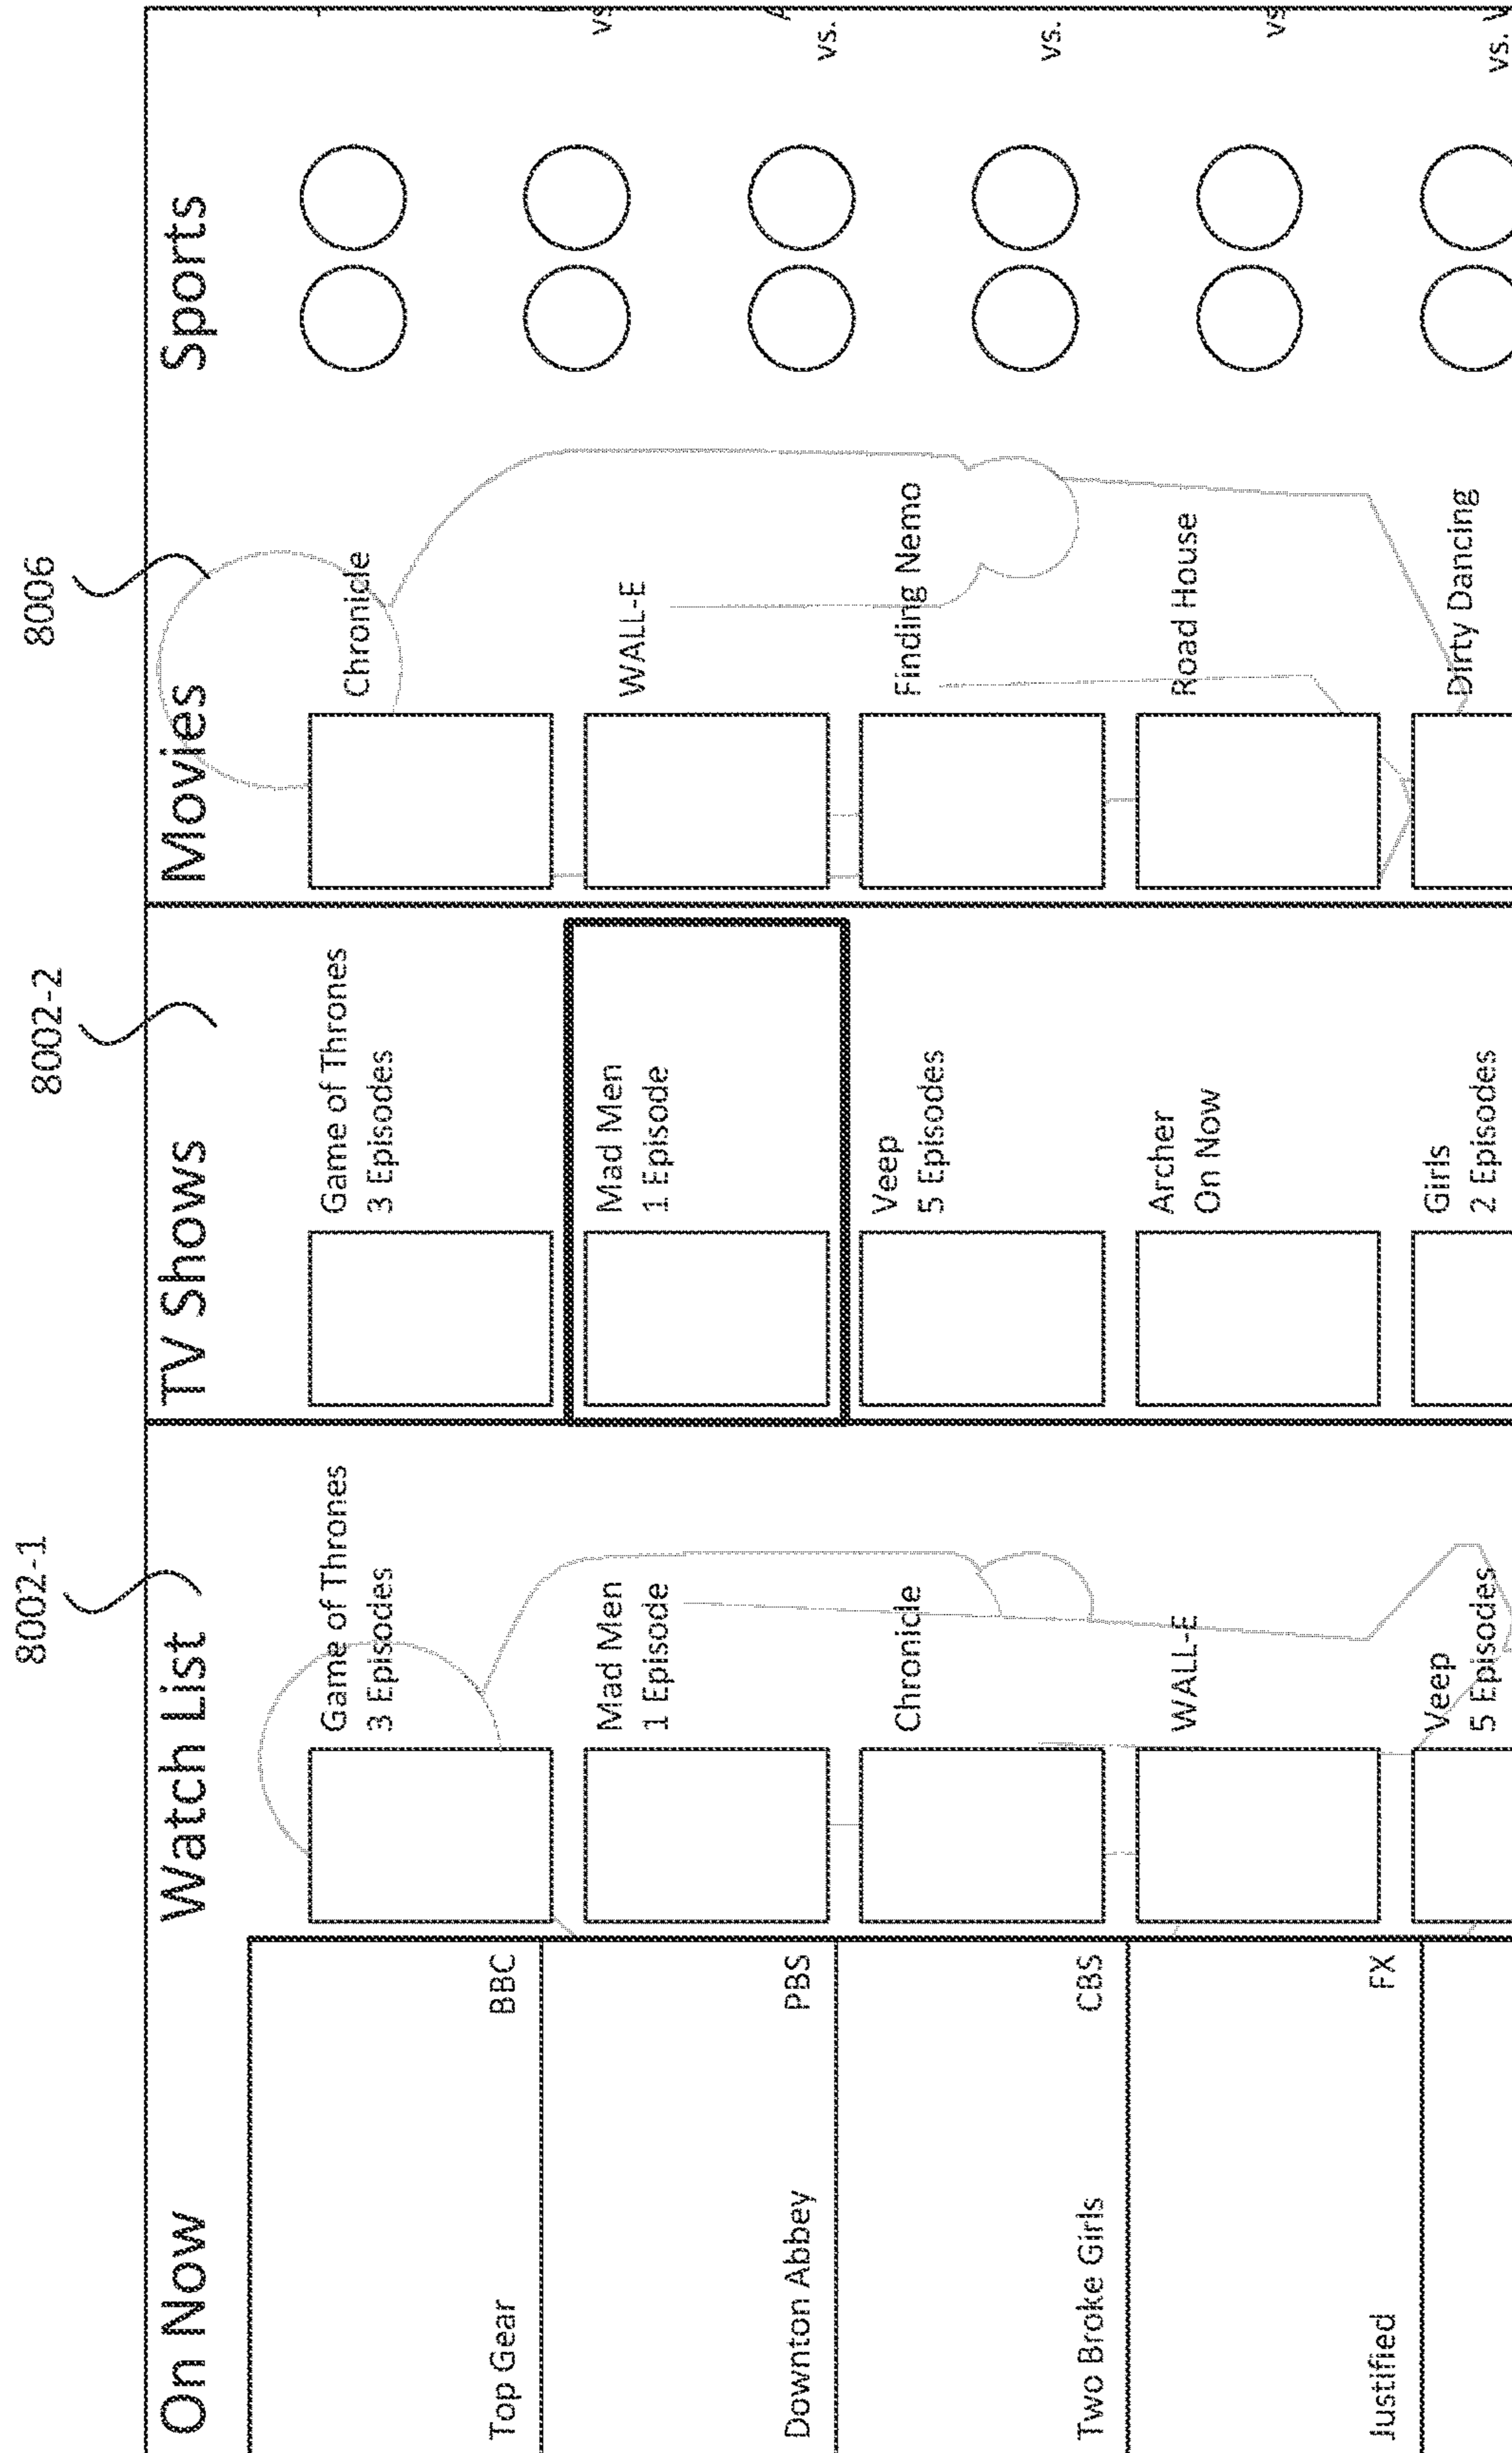 8002-1
8002-2
8006
On Now
Top Gear
BBC
Downton Abbey
PBS
Two Broke Girls
CBS
Justified
FX
Watch List
Game of Thrones
3 Episodes
Mad Men
1 Episode
Chronicle
WALL-E
Veep
5 Episodes
TV Shows
Game of Thrones
3 Episodes
Mad Men
1 Episode
Veep
5 Episodes
Archer
On Now
Girls
2 Episodes
Movies
Chronicle
WALL-E
Finding Nemo
Road House
Dirty Dancing
Sports
vs
vs.
vs.
vs
vs.